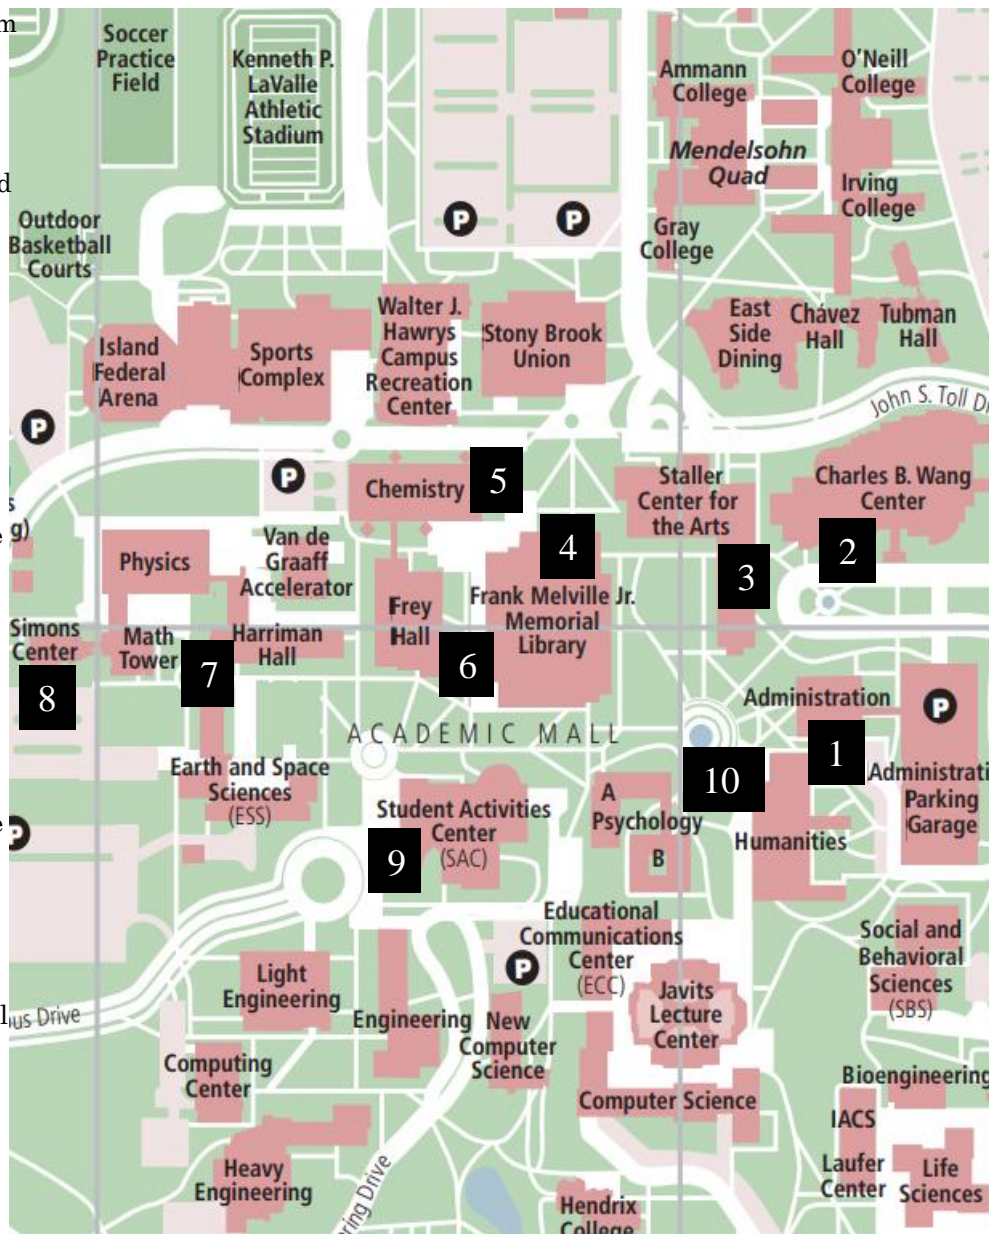 m
Soccer
Practice
Field
Kenneth P.
LaValle
Athletic
Stadium
Ammann
College
O'Neill
College
Mendelsohn
Quad
Irving
College
Gray
College
d
Outdoor
Basketball
Courts
P
P
Island
Federal
Arena
Sports
Complex
Walter J.
Hawrys
Campus
Recreation
Center
Stony Brook
Union
East
Side
Dining
Chávez
Hall
Tubman
Hall
John S. Toll D
P
P
Chemistry
5
Staller
Center for
the Arts
Charles B. Wang
Center
s
g)
e
Physics
Van de
Graaff
Accelerator
4
3
2
Frey
Hall
Frank Melville Jr.
Memorial
Library
Simons
Center
Math
Tower
Harriman
Hall
8
7
6
Administration
P
ACADEMIC MALL
1
10
Earth and Space
Sciences
(ESS)
Student Activities
Center
(SAC)
9
A
Psychology
B
Humanities
Administrati
Parking
Garage
e
P
Educational
Communications
Center
(ECC)
P
Social and
Behavioral
Sciences
(SBS)
Light
Engineering
Engineering
New
Computer
Science
Javits
Lecture
Center
l
us Drive
Computing
Center
Computer Science
Bioengineering
IACS
Laufer
Center
Life
Sciences
Heavy
Engineering
ring Drive
Hendrix
College